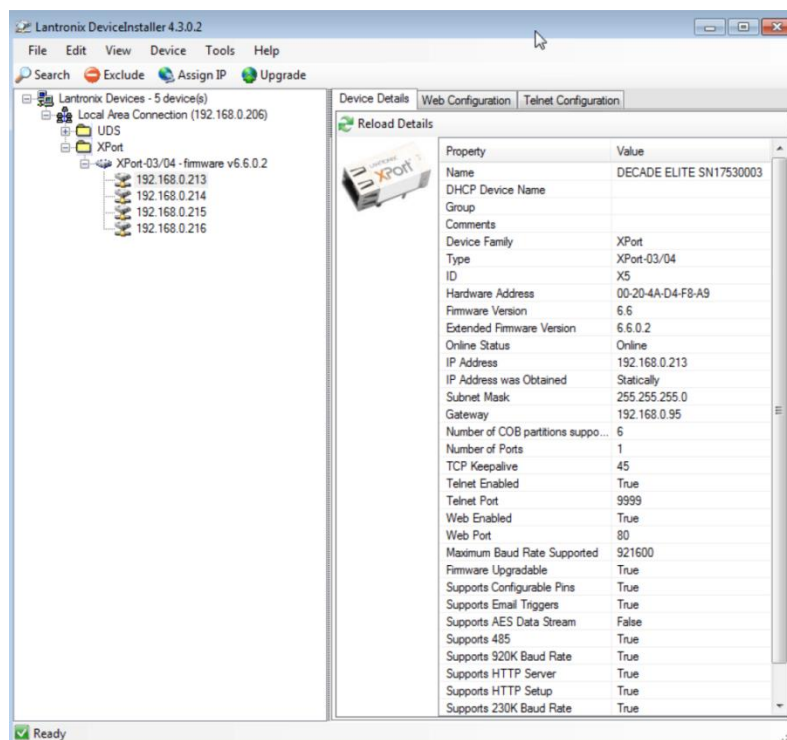 Lantronix DeviceInstaller 4.3.0.2
File Edit View Device Tools Help
Search Exclude Assign IP Upgrade
Lantronix Devices - 5 device(s)
Local Area Connection (192.168.0.206)
UDS
XPort
XPort-03/04 - firmware v6.6.0.2
192.168.0.213
192.168.0.214
192.168.0.215
192.168.0.216
Device Details Web Configuration Telnet Configuration
Reload Details
LANTRONIX
XPort
Property Value
Name DECADE ELITE SN17530003
DHCP Device Name
Group
Comments
Device Family XPort
Type XPort-03/04
ID X5
Hardware Address 00-20-4A-D4-F8-A9
Firmware Version 6.6
Extended Firmware Version 6.6.0.2
Online Status Online
IP Address 192.168.0.213
IP Address was Obtained Statically
Subnet Mask 255.255.255.0
Gateway 192.168.0.95
Number of COB partitions suppo... 6
Number of Ports 1
TCP Keepalive 45
Telnet Enabled True
Telnet Port 9999
Web Enabled True
Web Port 80
Maximum Baud Rate Supported 921600
Firmware Upgradable True
Supports Configurable Pins True
Supports Email Triggers True
Supports AES Data Stream False
Supports 485 True
Supports 920K Baud Rate True
Supports HTTP Server True
Supports HTTP Setup True
Supports 230K Baud Rate True
Ready